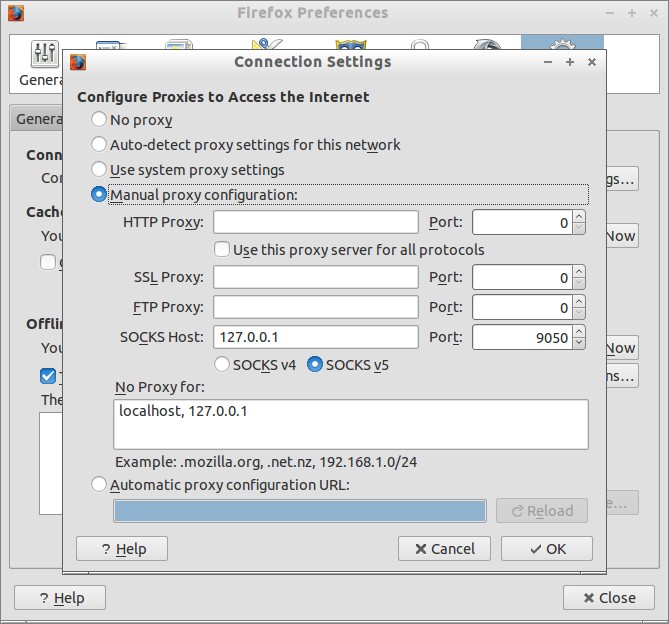 Firefox Preferences
Genera
Connection Settings
Configure Proxies to Access the Internet
No proxy
Auto-detect proxy settings for this network
Use system proxy settings
Manual proxy configuration:
HTTP Proxy: Port: 0
Use this proxy server for all protocols
SSL Proxy: Port: 0
FTP Proxy: Port: 0
SOCKS Host: 127.0.0.1 Port: 9050
SOCKS v4 SOCKS v5
No Proxy for:
localhost, 127.0.0.1
Example: .mozilla.org, .net.nz, 192.168.1.0/24
Automatic proxy configuration URL:
Reload
? Help Cancel OK
Genera
Conn
Con gs...
Cache
You Now
Offlin
You Now
T ns...
The
e...
? Help Close